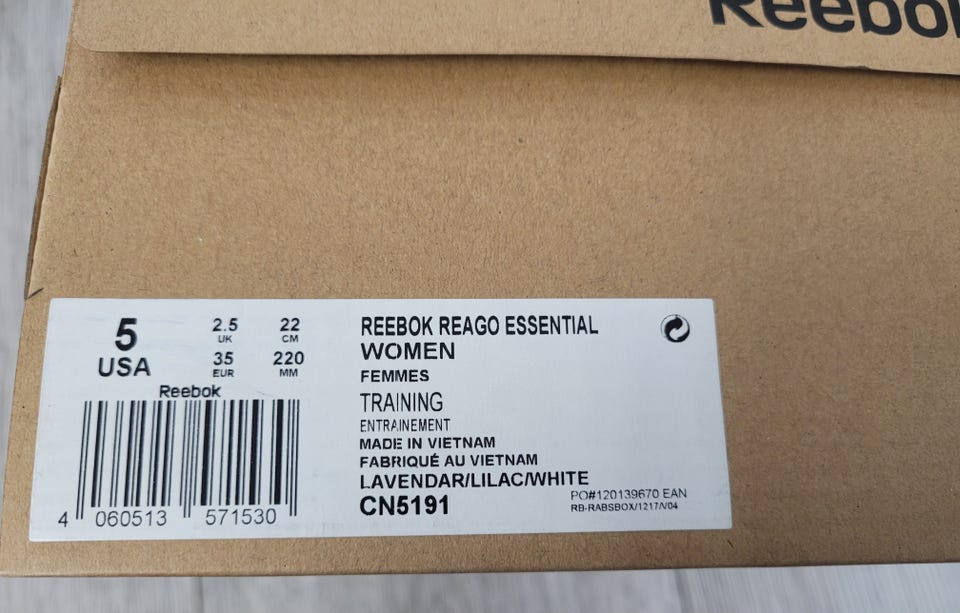 Reebok
5
USA
2.5
UK
22
CM
35
EUR
220
MM
Reebok
4 060513 571530
REEBOK REAGO ESSENTIAL
WOMEN
FEMMES
TRAINING
ENTRAINEMENT
MADE IN VIETNAM
FABRIQUÉ AU VIETNAM
LAVENDAR/LILAC/WHITE
CN5191
PO#120139670 EAN
RB-RABSBOX/1217/V04